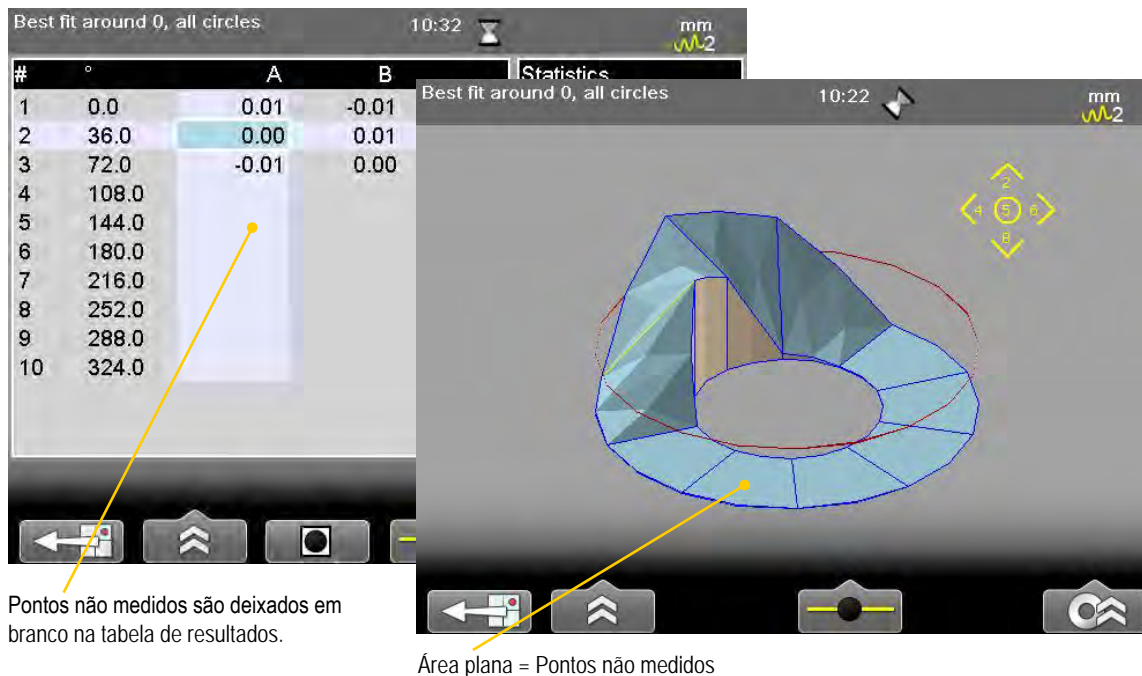 Best fit around 0, all circles 10:32 mm
2
# ° A B Statistics
1 0.0 0.01 -0.01
2 36.0 0.00 0.01
3 72.0 -0.01 0.00
4 108.0
5 144.0
6 180.0
7 216.0
8 252.0
9 288.0
10 324.0
Best fit around 0, all circles 10:22 mm
2
2
4 5 6
8
Pontos não medidos são deixados em
branco na tabela de resultados.
Área plana = Pontos não medidos